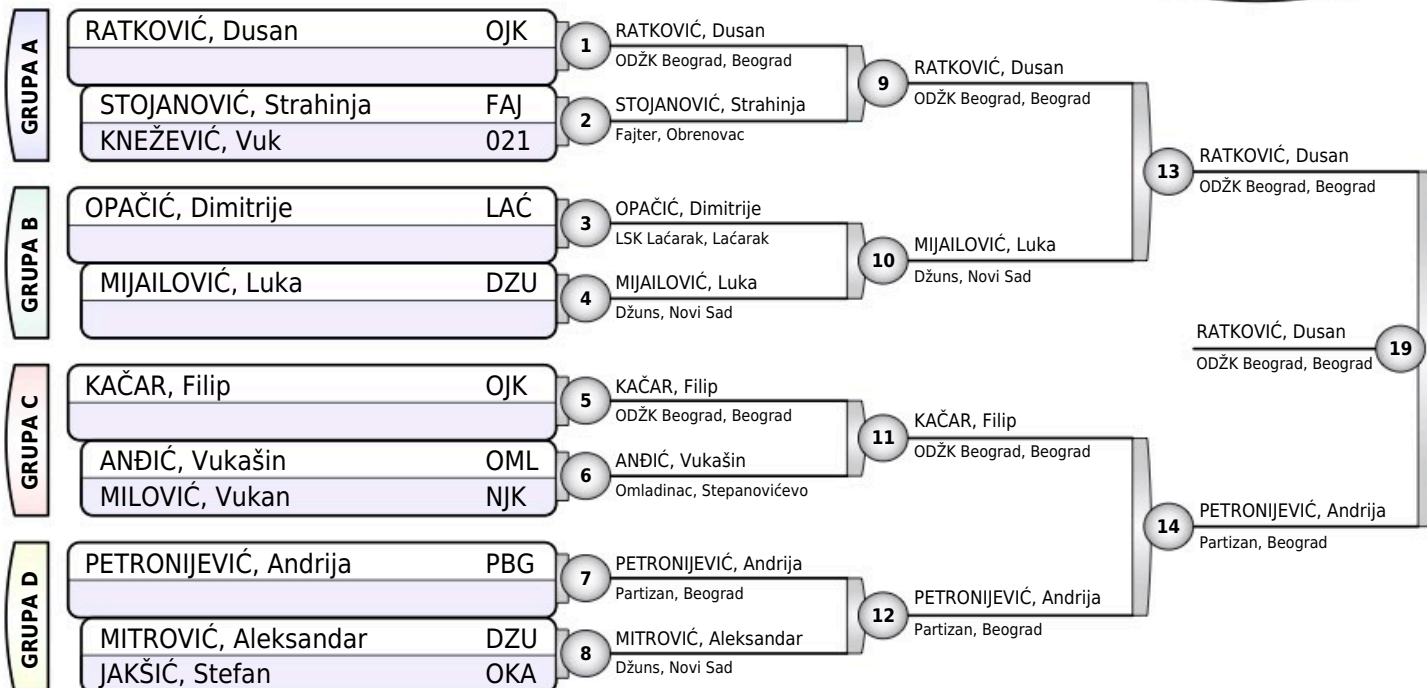 GRUPA A
RATKOVIĆ, Dusan OJK
STOJANOVIĆ, Strahinja FAJ
KNEŽEVIĆ, Vuk 021
GRUPA B
OPAČIĆ, Dimitrije LAĆ
MIJAILOVIĆ, Luka DZU
GRUPA C
KAČAR, Filip OJK
ANĐIĆ, Vukašin OML
MILOVIĆ, Vukan NJK
GRUPA D
PETRONIJEVIĆ, Andrija PBG
MITROVIĆ, Aleksandar DZU
JAKŠIĆ, Stefan OKA
1 RATKOVIĆ, Dusan
ODŽK Beograd, Beograd
2 STOJANOVIĆ, Strahinja
Fajter, Obrenovac
3 OPAČIĆ, Dimitrije
LSK Laćarak, Laćarak
4 MIJAILOVIĆ, Luka
Džuns, Novi Sad
5 KAČAR, Filip
ODŽK Beograd, Beograd
6 ANĐIĆ, Vukašin
Omladinac, Stepanovićevo
7 PETRONIJEVIĆ, Andrija
Partizan, Beograd
8 MITROVIĆ, Aleksandar
Džuns, Novi Sad
9 RATKOVIĆ, Dusan
ODŽK Beograd, Beograd
10 MIJAILOVIĆ, Luka
Džuns, Novi Sad
11 KAČAR, Filip
ODŽK Beograd, Beograd
12 PETRONIJEVIĆ, Andrija
Partizan, Beograd
13 RATKOVIĆ, Dusan
ODŽK Beograd, Beograd
14 PETRONIJEVIĆ, Andrija
Partizan, Beograd
RATKOVIĆ, Dusan 19
ODŽK Beograd, Beograd